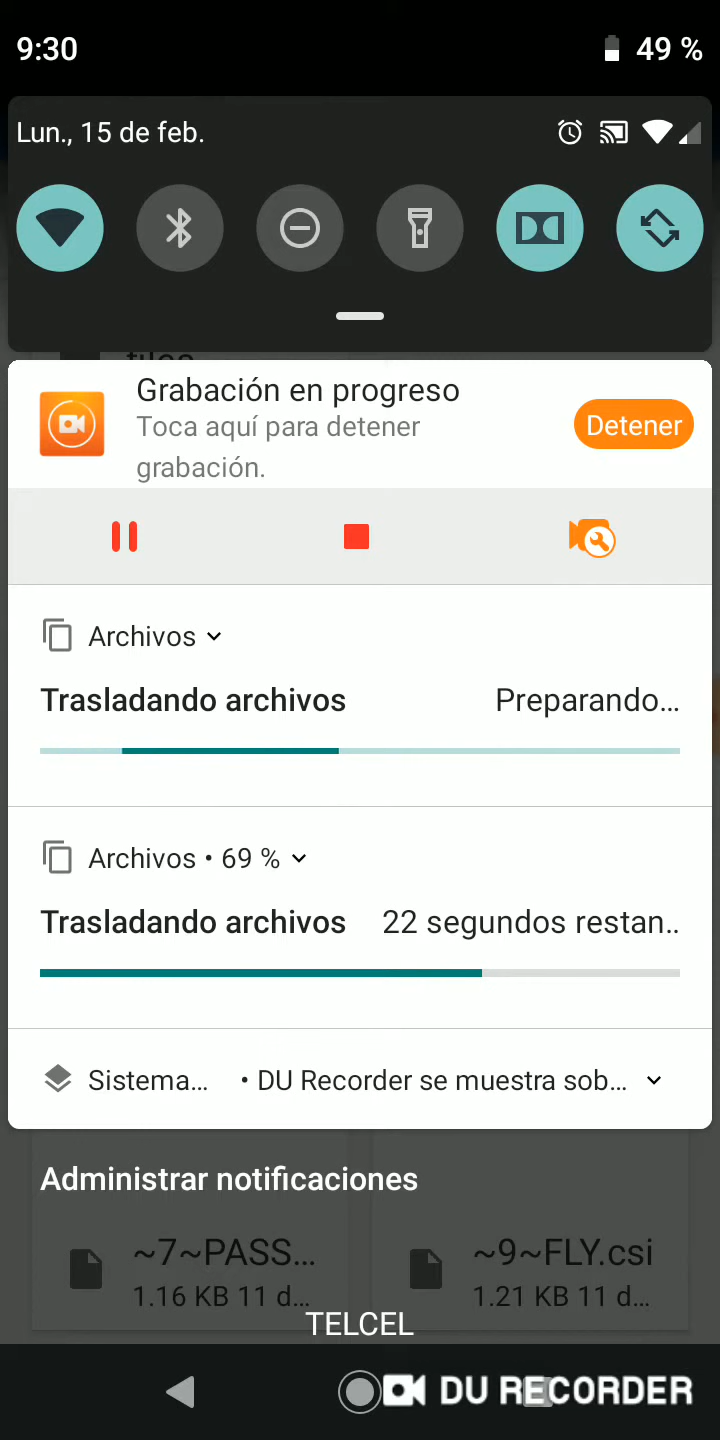 9:30
49 %
Lun., 15 de feb.
Grabación en progreso
Toca aquí para detener
grabación.
Detener
Archivos
Trasladando archivos
Preparando...
Archivos • 69 %
Trasladando archivos
22 segundos restan..
Sistema... • DU Recorder se muestra sob...
Administrar notificaciones
~7~PASS...
1.16 KB 11 d...
~9~FLY.csi
1.21 KB 11 d...
TELCEL
DU RECORDER